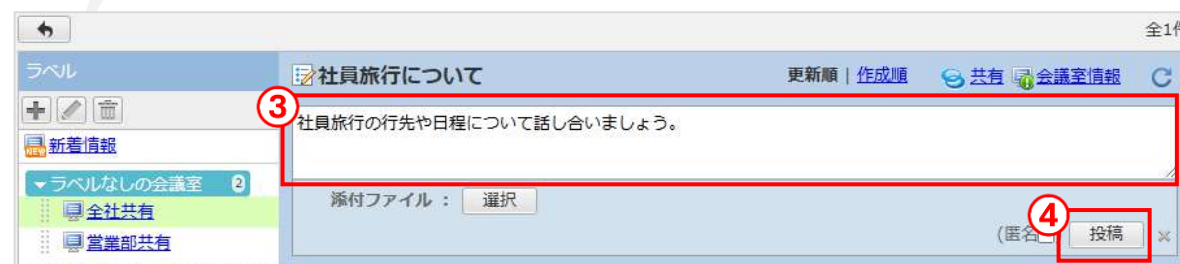 全1件
ラベル
社員旅行について
更新順 | 作成順
共有
会議室情報
③
社員旅行の行先や日程について話し合いましょう。
新着情報
▼ラベルなしの会議室 2
全社共有
営業部共有
添付ファイル : 選択
④
(匿名
投稿